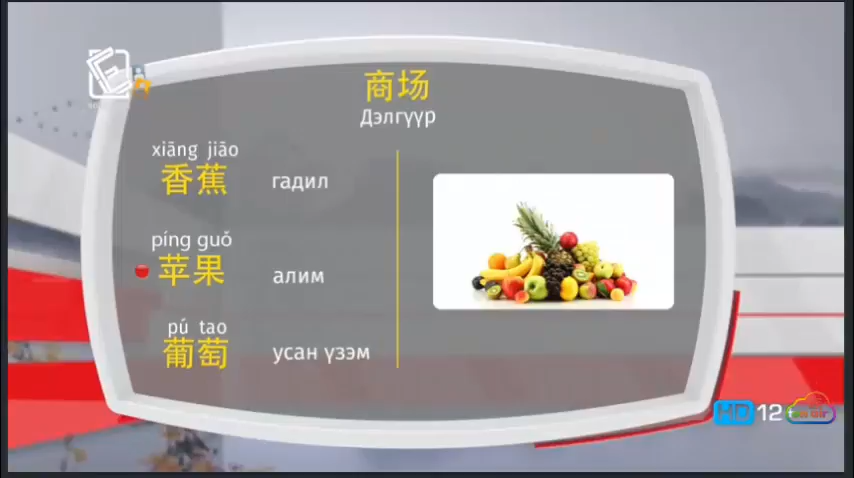 商场
Дэлгүүр
xiāng jiāo
香蕉 гадил
píng guǒ
苹果 алим
pú tao
葡萄 усан үзэм
HD 12